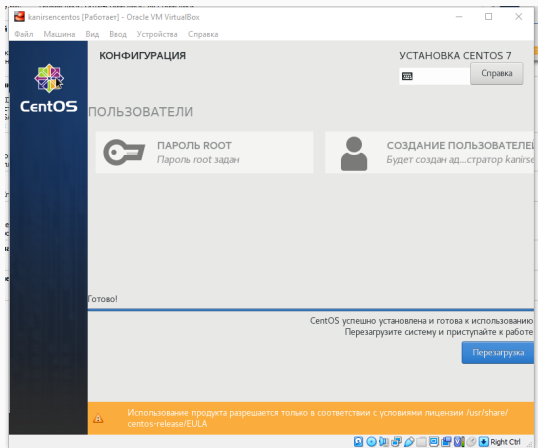 kanirsencentos [Работает] - Oracle VM VirtualBox
Файл Машина Вид Ввод Устройства Справка
КОНФИГУРАЦИЯ
УСТАНОВКА CENTOS 7
Справка
CentOS
ПОЛЬЗОВАТЕЛИ
ПАРОЛЬ ROOT
Пароль root задан
СОЗДАНИЕ ПОЛЬЗОВАТЕЛЕ
Будет создан ад...стратор kanirse
Готово!
CentOS успешно установлена и готова к использованию.
Перезагрузите систему и приступайте к работе
Перезагрузка
Использование продукта разрешается только в соответствии с условиями лицензии /usr/share/
centos-release/EULA
Right Ctrl